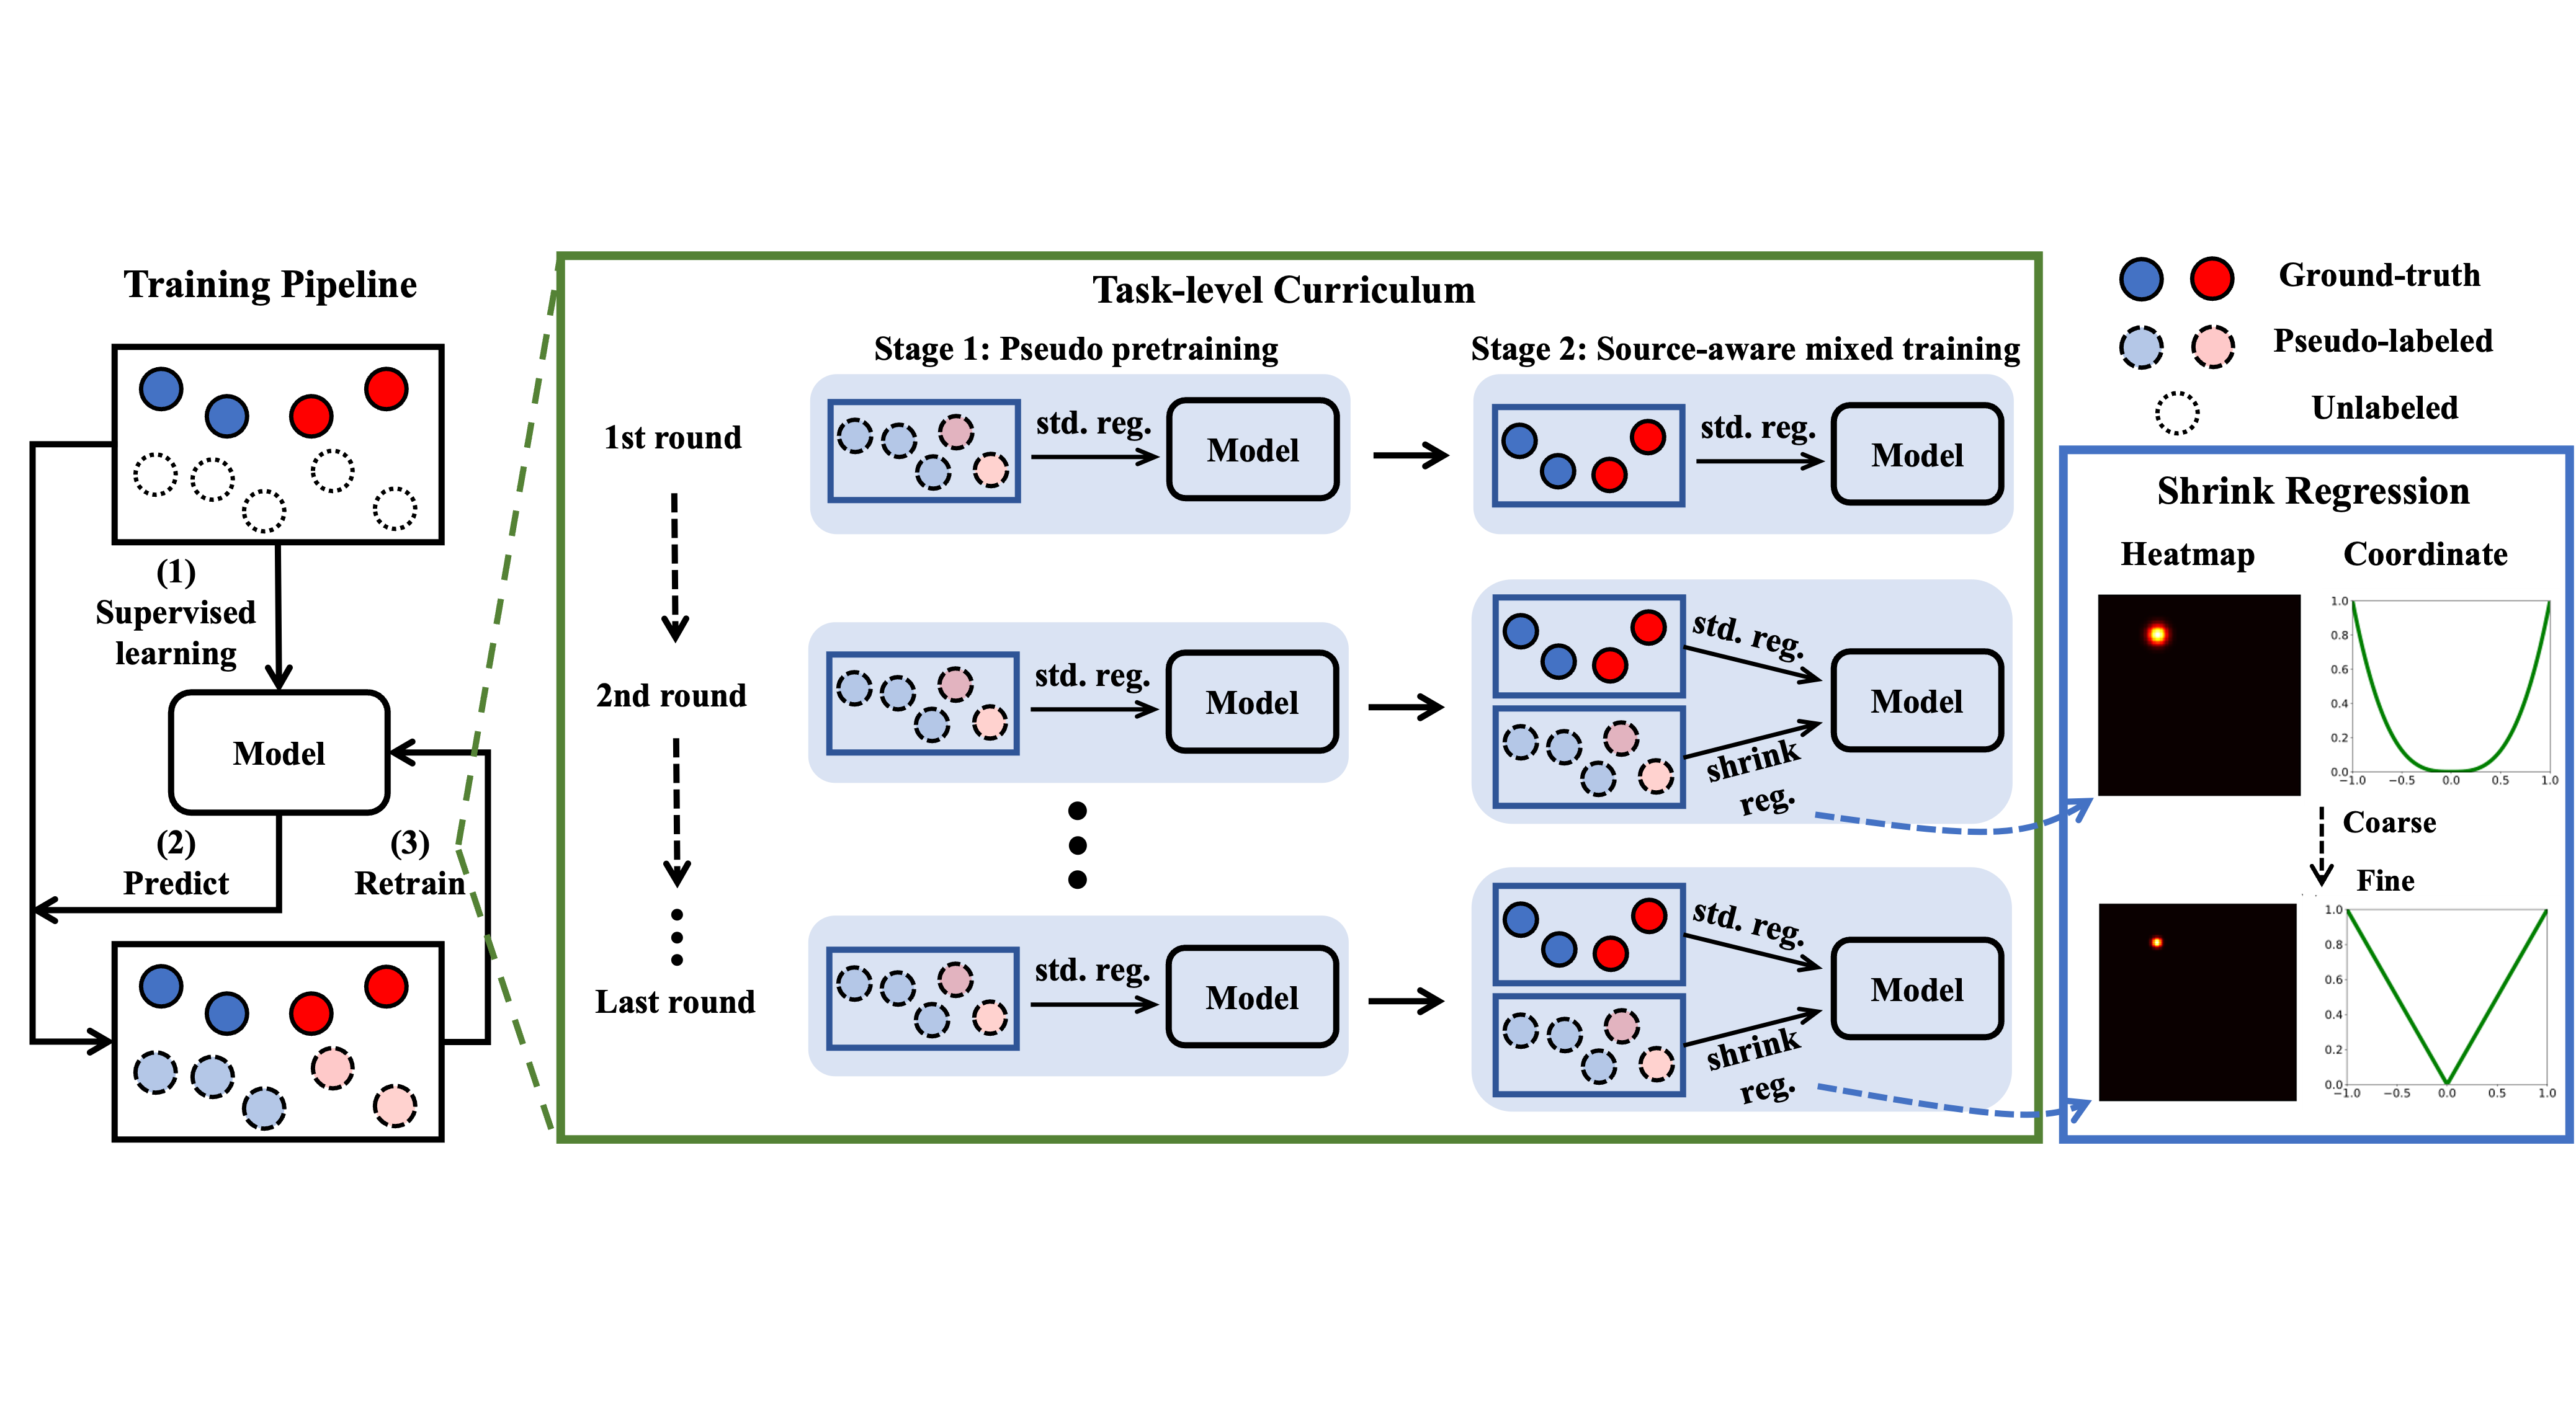 Training Pipeline
(1)
Supervised
learning
Model
(2)
Predict
(3)
Retrain
Task-level Curriculum
Stage 1: Pseudo pretraining
Stage 2: Source-aware mixed training
1st round
std. reg.
Model
std. reg.
Model
2nd round
std. reg.
Model
std. reg.
shrink
reg.
Model
Last round
std. reg.
Model
std. reg.
shrink
reg.
Model
Ground-truth
Pseudo-labeled
Unlabeled
Shrink Regression
Heatmap
Coordinate
1.0
0.8
0.6
0.4
0.2
0.0
−1.0 −0.5 0.0 0.5 1.0
Coarse
Fine
1.0
0.8
0.6
0.4
0.2
0.0
−1.0 −0.5 0.0 0.5 1.0